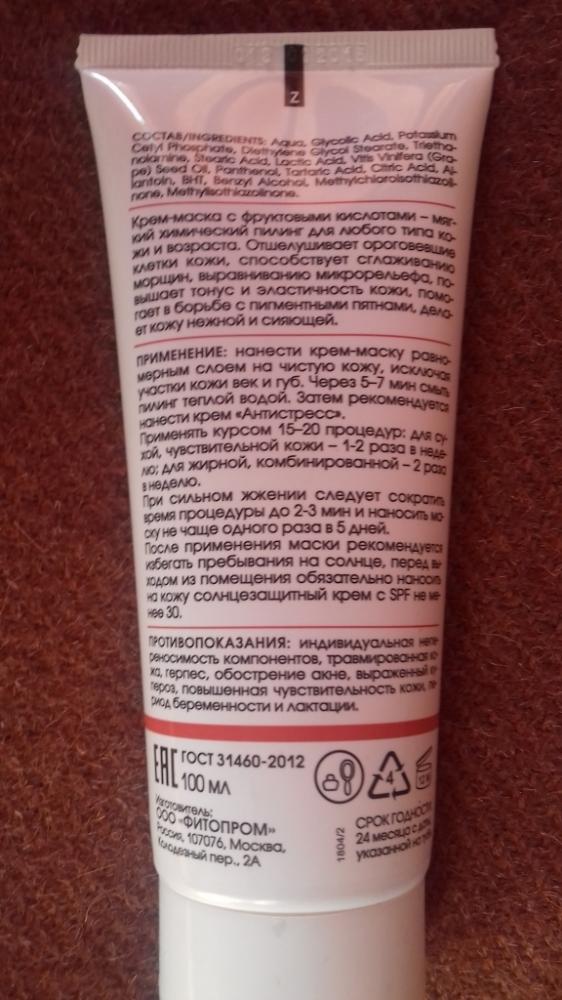 Z
СОСТАВ/INGREDIENTS: Aqua, Glycolic Acid, Potassium
Cetyl Phosphate, Diethylene Glycol Stearate, Trietha-
nolamine, Stearic Acid, Lactic Acid, Vitis Vinifera (Gra-
pe) Seed Oil, Panthenol, Tartaric Acid, Citric Acid, Al-
lantoin, BHT, Benzyl Alcohol, Methylchloroisothiazoli-
none, Methylisothiazolinone.
Крем-маска с фруктовыми кислотами – мяг-
кий химический пилинг для любого типа ко-
жи и возраста. Отшелушивает ороговевшие
клетки кожи, способствует сглаживанию
морщин, выравниванию микрорельефа, по-
вышает тонус и эластичность кожи, помо-
гает в борьбе с пигментными пятнами, дела-
ет кожу нежной и сияющей.
ПРИМЕНЕНИЕ: нанести крем-маску равно-
мерным слоем на чистую кожу, исключая
участки кожи век и губ. Через 5–7 мин смыть
пилинг теплой водой. Затем рекомендуется
нанести крем «Антистресс».
Применять курсом 15–20 процедур: для су-
хой, чувствительной кожи – 1-2 раза в неде-
лю; для жирной, комбинированной – 2 раза
в неделю.
При сильном жжении следует сократить
время процедуры до 2-3 мин и наносить ма-
ску не чаще одного раза в 5 дней.
После применения маски рекомендуется
избегать пребывания на солнце, перед вы-
ходом из помещения обязательно наносить
на кожу солнцезащитный крем с SPF не ме-
нее 30.
ПРОТИВОПОКАЗАНИЯ: индивидуальная непе-
реносимость компонентов, травмированная ко-
жа, герпес, обострение акне, выраженный ку-
пероз, повышенная чувствительность кожи, пе-
риод беременности и лактации.
EAC ГОСТ 31460-2012
100 МЛ
4
12 М
Изготовитель:
ООО «ФИТОПРОМ»
Россия, 107076, Москва,
Колодезный пер., 2А
1804/2
СРОК ГОДНОСТИ
24 месяца с даты,
указанной на